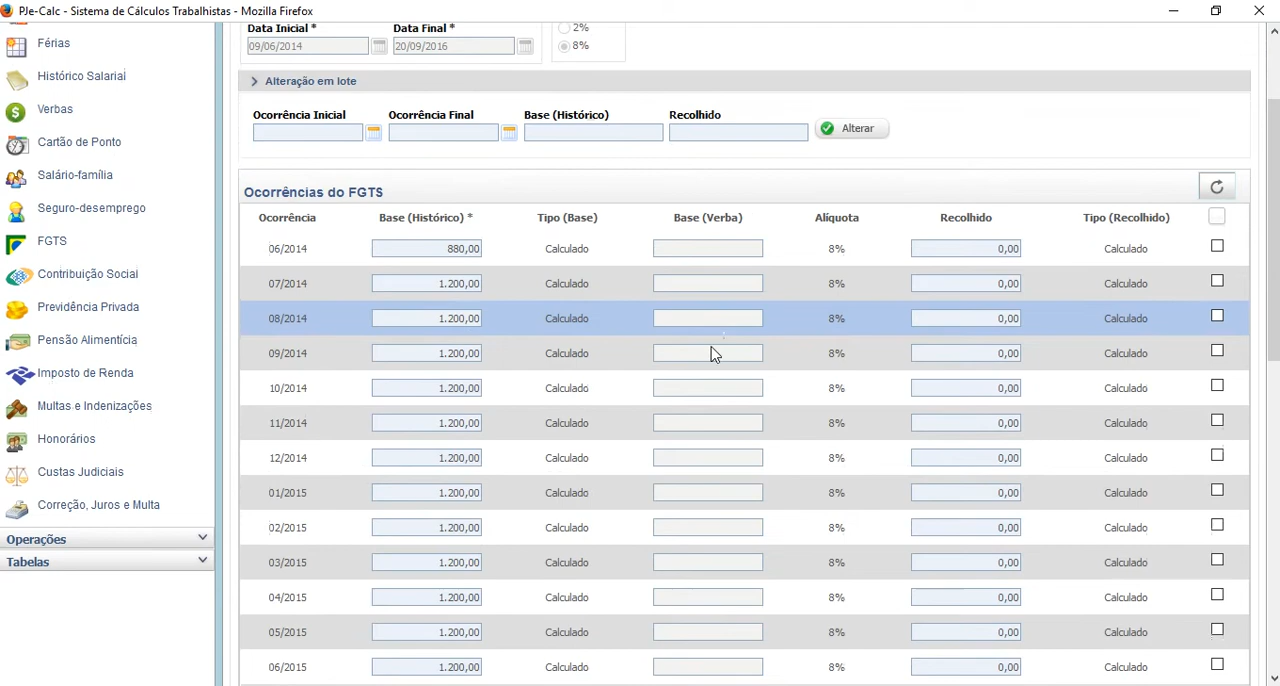 PJe-Calc - Sistema de Cálculos Trabalhistas - Mozilla Firefox
Férias
Histórico Salariai
Verbas
Cartão de Ponto
Salário-família
Seguro-desemprego
FGTS
Contribuição Social
Previdência Privada
Pensão Alimentícia
Imposto de Renda
Multas e Indenizações
Honorários
Custas Judiciais
Correção, Juros e Multa
Operações
Tabelas
Data Inicial * Data Final * 2%
09/06/2014 20/09/2016 8%
Alteração em lote
Ocorrência Inicial Ocorrência Final Base (Histórico) Recolhido
Alterar
Ocorrências do FGTS
Ocorrência Base (Histórico) * Tipo (Base) Base (Verba) Alíquota Recolhido Tipo (Recolhido)
06/2014 880,00 Calculado 8% 0,00 Calculado
07/2014 1.200,00 Calculado 8% 0,00 Calculado
08/2014 1.200,00 Calculado 8% 0,00 Calculado
09/2014 1.200,00 Calculado 8% 0,00 Calculado
10/2014 1.200,00 Calculado 8% 0,00 Calculado
11/2014 1.200,00 Calculado 8% 0,00 Calculado
12/2014 1.200,00 Calculado 8% 0,00 Calculado
01/2015 1.200,00 Calculado 8% 0,00 Calculado
02/2015 1.200,00 Calculado 8% 0,00 Calculado
03/2015 1.200,00 Calculado 8% 0,00 Calculado
04/2015 1.200,00 Calculado 8% 0,00 Calculado
05/2015 1.200,00 Calculado 8% 0,00 Calculado
06/2015 1.200,00 Calculado 8% 0,00 Calculado